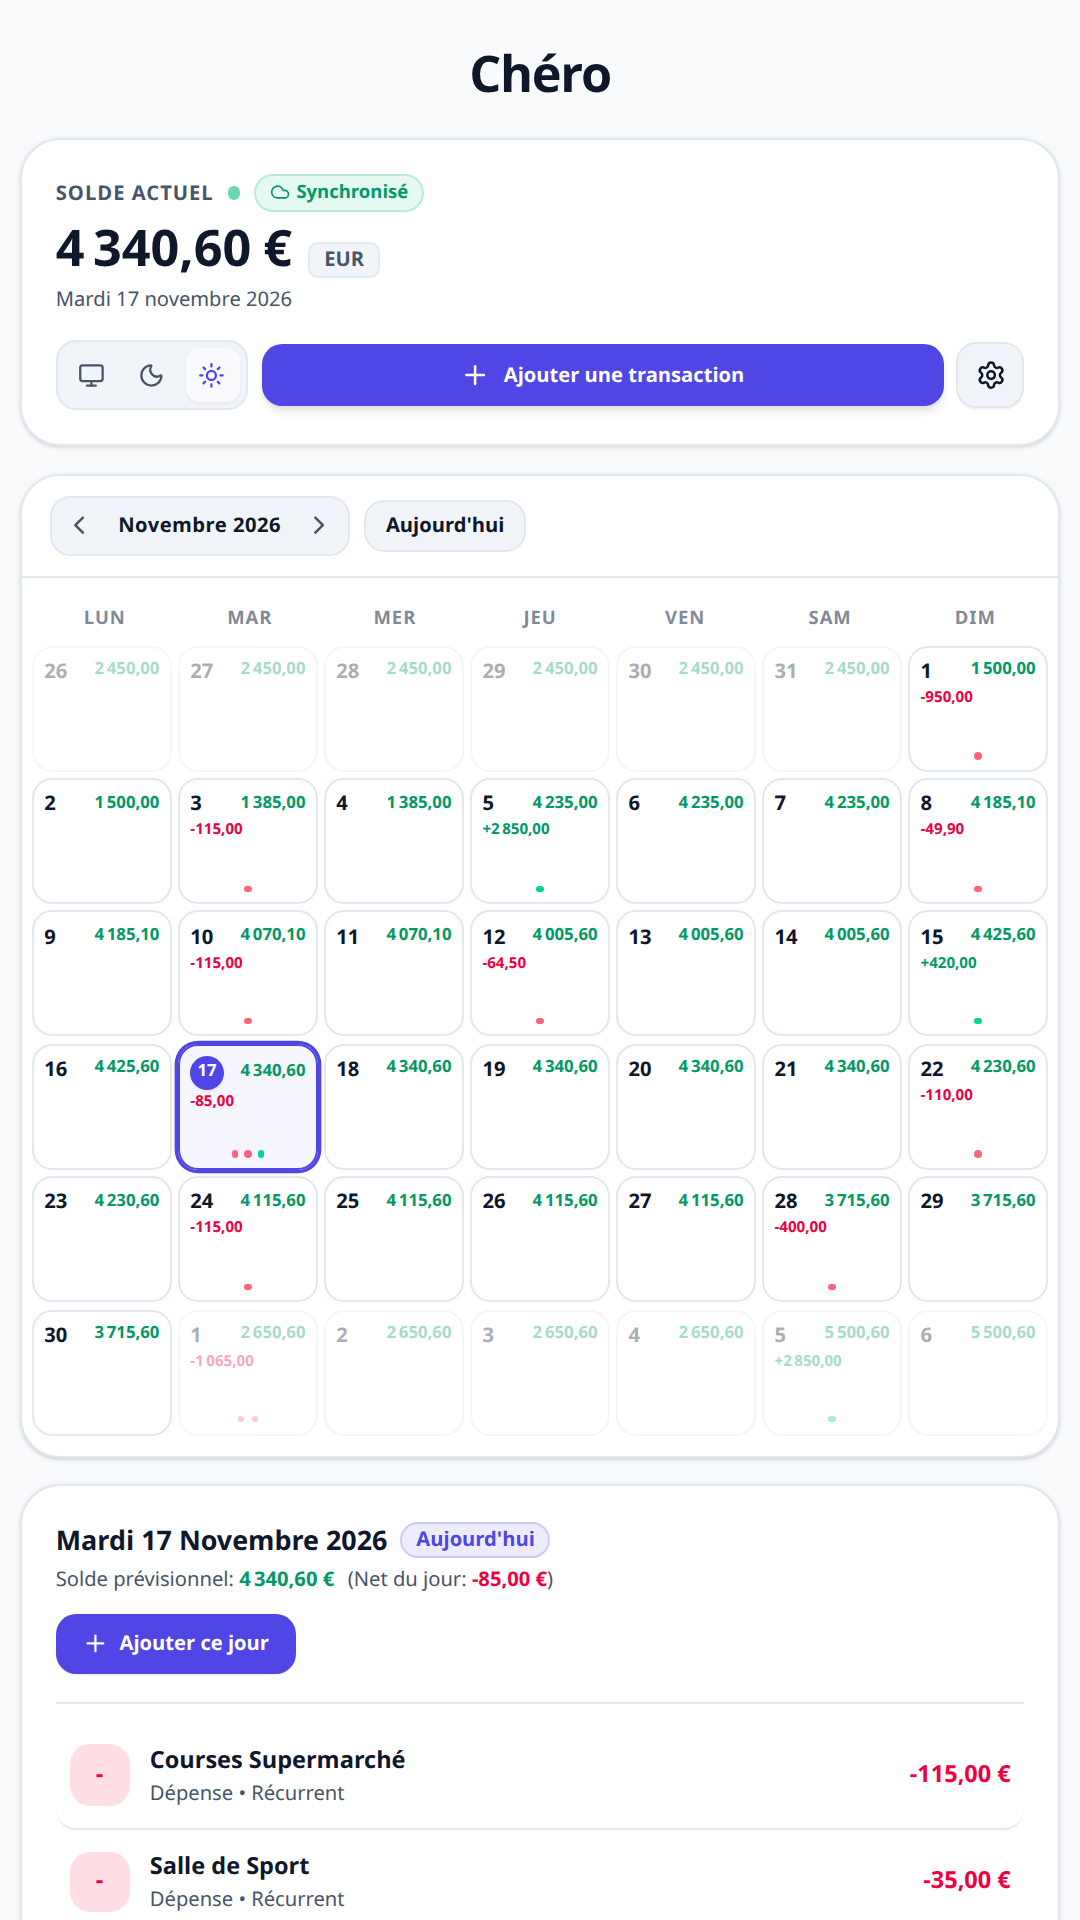 Chéro
SOLDE ACTUEL Synchronisé
4 340,60 € EUR
Mardi 17 novembre 2026
Ajouter une transaction
Novembre 2026 Aujourd'hui
LUN MAR MER JEU VEN SAM DIM
26 2 450,00 27 2 450,00 28 2 450,00 29 2 450,00 30 2 450,00 31 2 450,00 1 1 500,00
-950,00
2 1 500,00 3 1 385,00 4 1 385,00 5 4 235,00 6 4 235,00 7 4 235,00 8 4 185,10
-115,00 +2 850,00 -49,90
9 4 185,10 10 4 070,10 11 4 070,10 12 4 005,60 13 4 005,60 14 4 005,60 15 4 425,60
-115,00 -64,50 +420,00
16 4 425,60 17 4 340,60 18 4 340,60 19 4 340,60 20 4 340,60 21 4 340,60 22 4 230,60
-85,00 -110,00
23 4 230,60 24 4 115,60 25 4 115,60 26 4 115,60 27 4 115,60 28 3 715,60 29 3 715,60
-115,00 -400,00
30 3 715,60 1 2 650,60 2 2 650,60 3 2 650,60 4 2 650,60 5 5 500,60 6 5 500,60
-1 065,00 +2 850,00
Mardi 17 Novembre 2026 Aujourd'hui
Solde prévisionnel: 4 340,60 € (Net du jour: -85,00 €)
Ajouter ce jour
- Courses Supermarché -115,00 €
Dépense • Récurrent
- Salle de Sport -35,00 €
Dépense • Récurrent